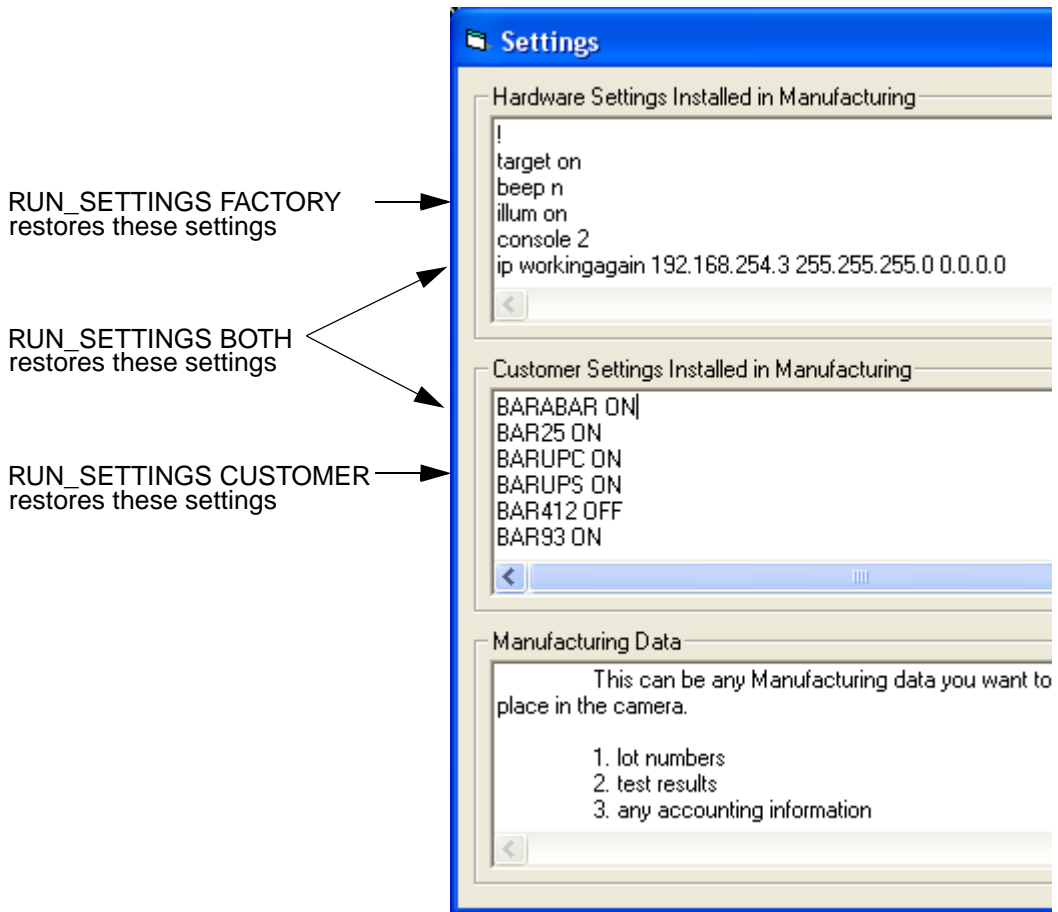 Settings
Hardware Settings Installed in Manufacturing
!
target on
beep n
illum on
console 2
ip workingagain 192.168.254.3 255.255.255.0 0.0.0.0
RUN_SETTINGS FACTORY
restores these settings
RUN_SETTINGS BOTH
restores these settings
Customer Settings Installed in Manufacturing
BARABAR ON
BAR25 ON
BARUPC ON
BARUPS ON
BAR412 OFF
BAR93 ON
RUN_SETTINGS CUSTOMER
restores these settings
Manufacturing Data
This can be any Manufacturing data you want to
place in the camera.
1. lot numbers
2. test results
3. any accounting information